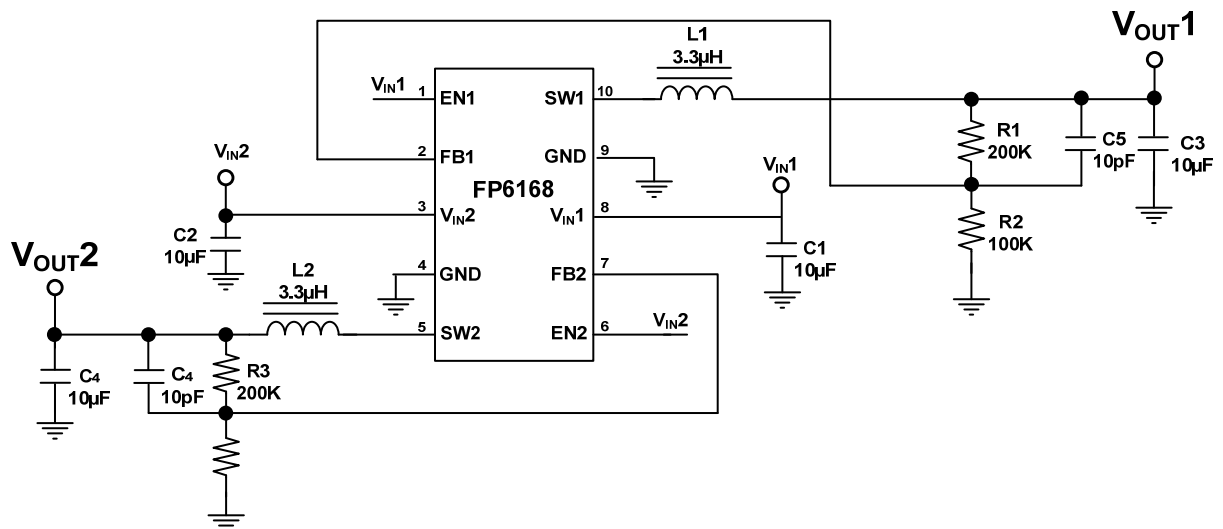 VOUT1
L1
3.3µH
VIN1
1
EN1
SW1
10
R1
200K
C5
10pF
C3
10µF
2
FB1
GND
9
VIN2
FP6168
VIN1
3
VIN2
VIN1
8
R2
100K
C2
10µF
C1
10µF
VOUT2
4
GND
FB2
7
L2
3.3µH
5
SW2
EN2
6
VIN2
C4
10µF
C4
10pF
R3
200K